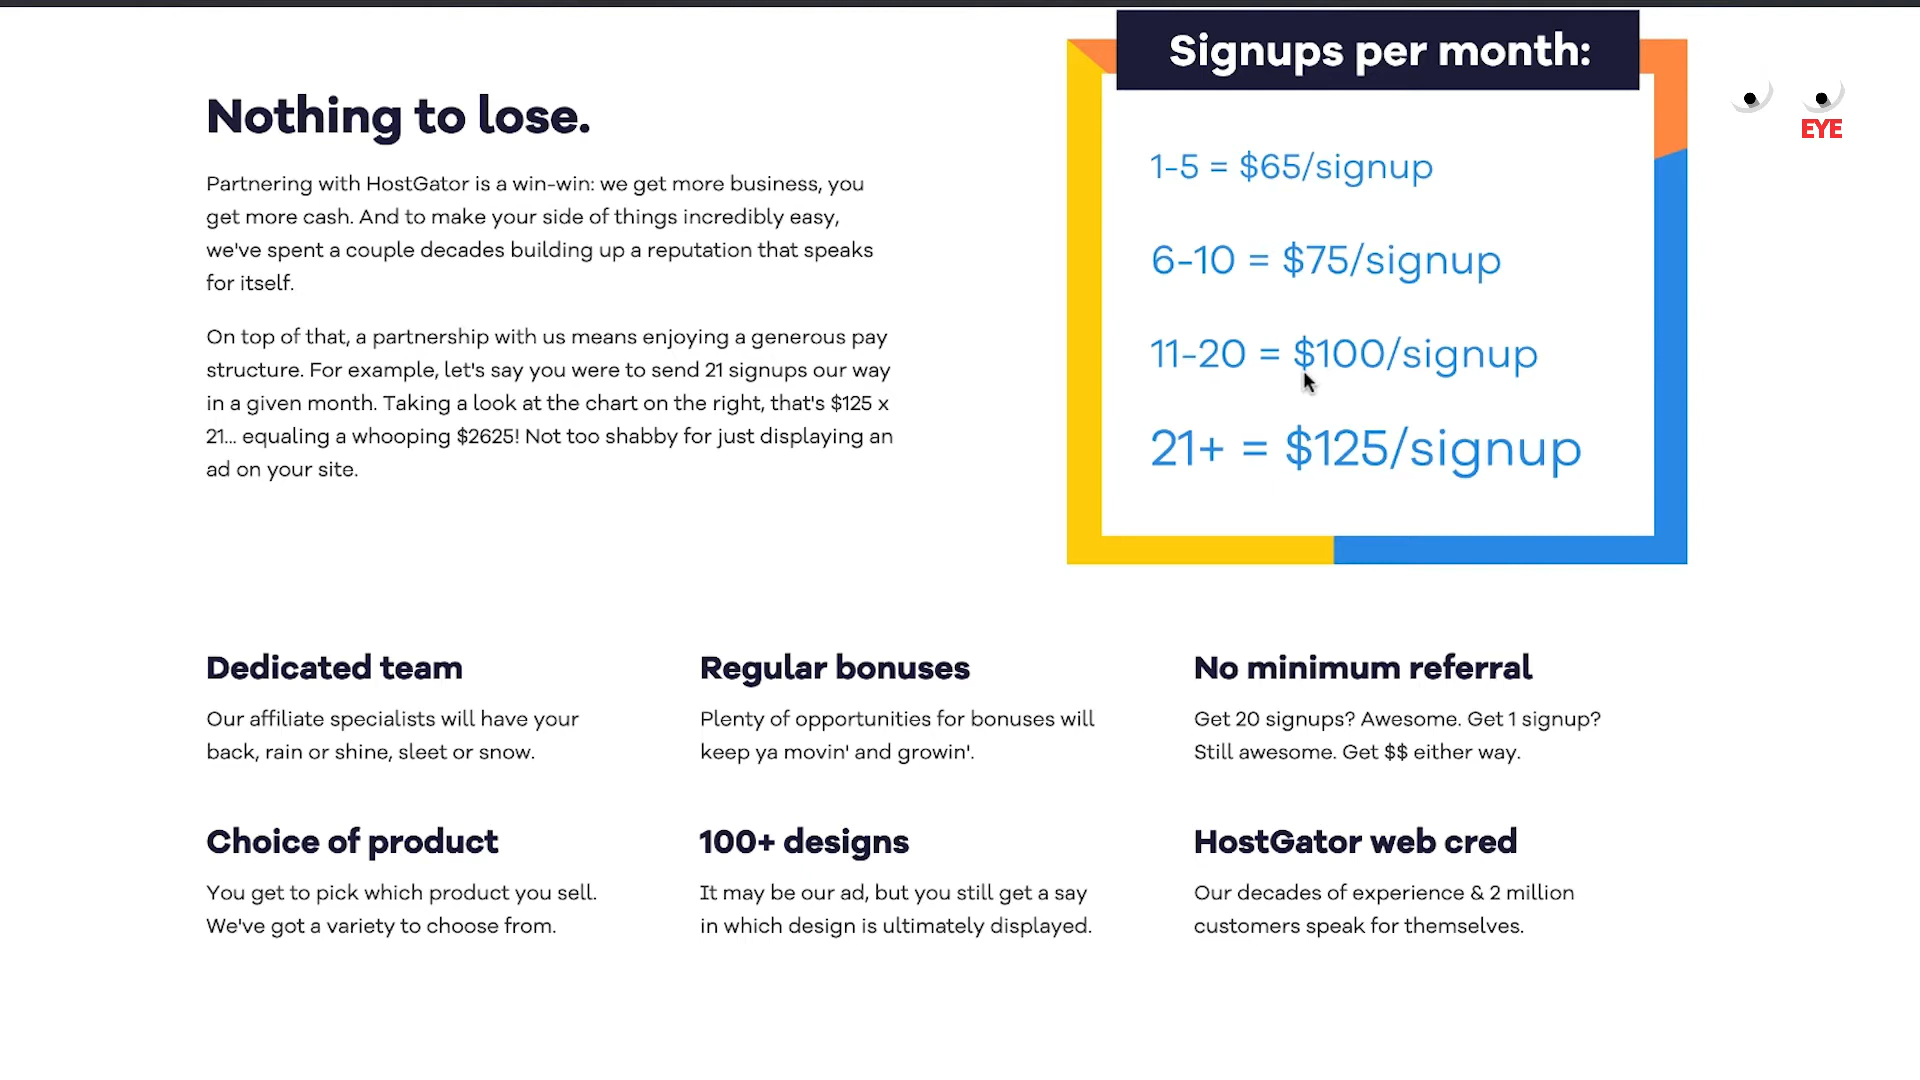 Signups per month:
Nothing to lose.
Partnering with HostGator is a win-win: we get more business, you
get more cash. And to make your side of things incredibly easy,
we've spent a couple decades building up a reputation that speaks
for itself.
On top of that, a partnership with us means enjoying a generous pay
structure. For example, let's say you were to send 21 signups our way
in a given month. Taking a look at the chart on the right, that's $125 x
21... equaling a whooping $2625! Not too shabby for just displaying an
ad on your site.
1-5 = $65/signup
6-10 = $75/signup
11-20 = $100/signup
21+ = $125/signup
EYE
Dedicated team
Our affiliate specialists will have your
back, rain or shine, sleet or snow.
Regular bonuses
Plenty of opportunities for bonuses will
keep ya movin' and growin'.
No minimum referral
Get 20 signups? Awesome. Get 1 signup?
Still awesome. Get $$ either way.
Choice of product
You get to pick which product you sell.
We've got a variety to choose from.
100+ designs
It may be our ad, but you still get a say
in which design is ultimately displayed.
HostGator web cred
Our decades of experience & 2 million
customers speak for themselves.